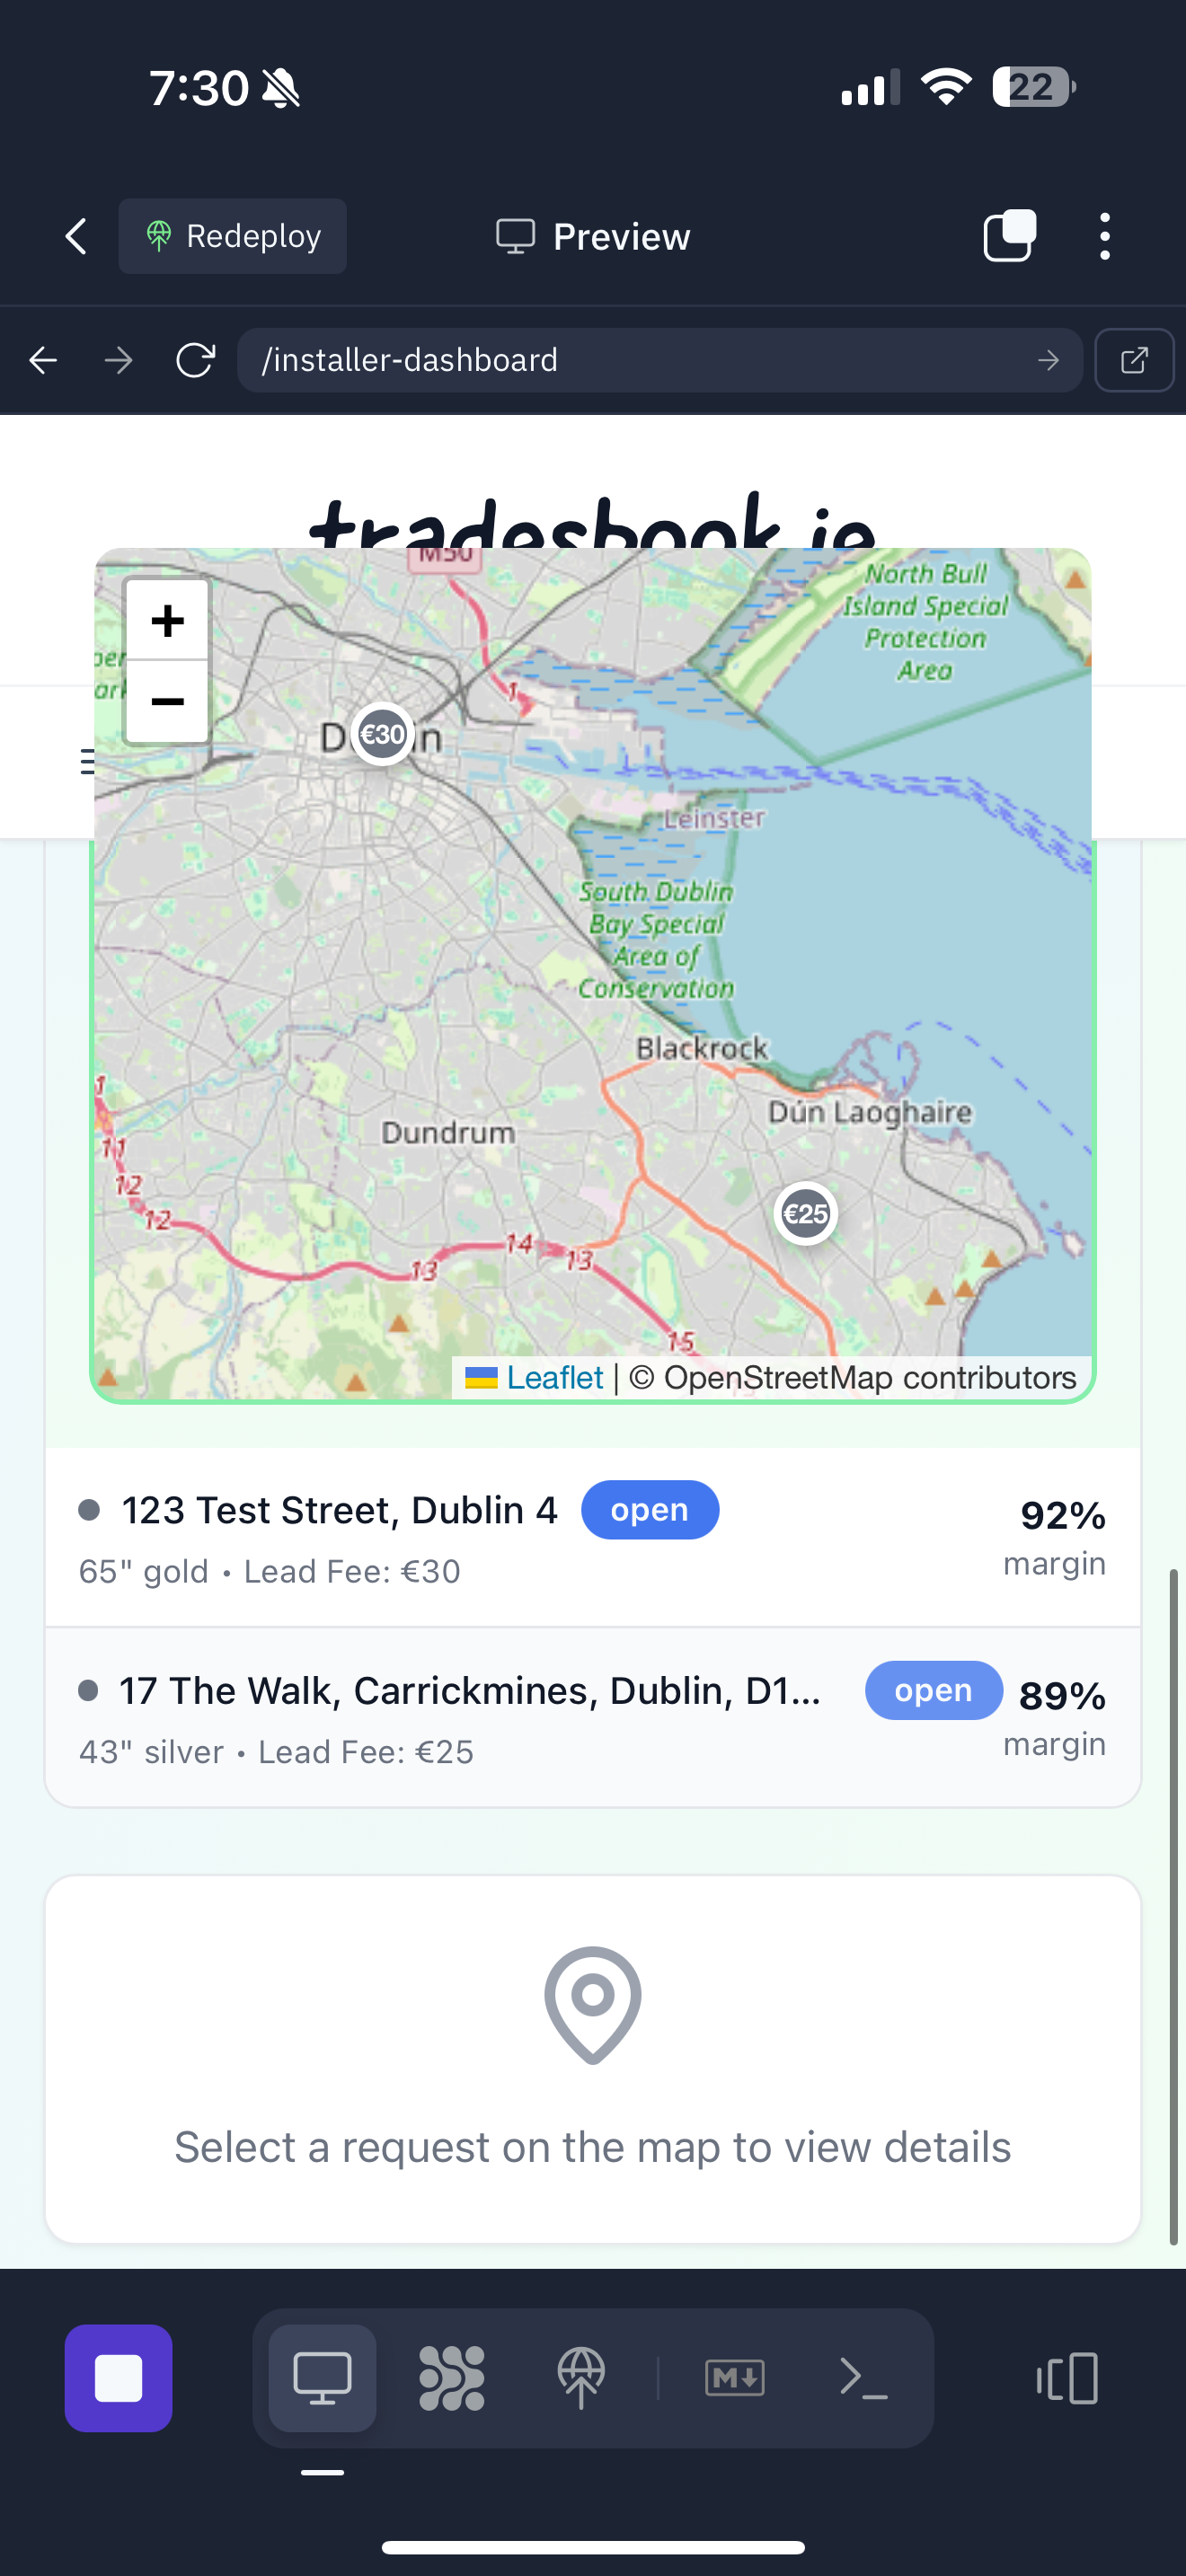 7:30
22
Redeploy
Preview
/installer-dashboard
tradesbook.ie
M50
North Bull
Island Special
Protection
Area
+
−
1
€30
Leinster
South Dublin
Bay Special
Area of
Conservation
Blackrock
Dún Laoghaire
Dundrum
11
12
12
€25
14
13
13
15
Leaflet | © OpenStreetMap contributors
123 Test Street, Dublin 4 open 92%
65" gold • Lead Fee: €30 margin
17 The Walk, Carrickmines, Dublin, D1... open 89%
43" silver • Lead Fee: €25 margin
Select a request on the map to view details
M